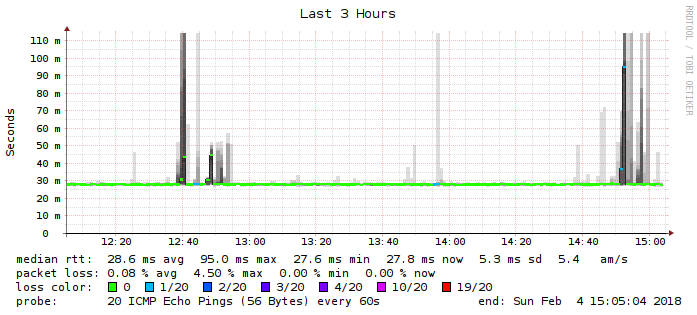 Last 3 Hours
RRDTOOL / TOBI OETIKER
Seconds
110 m
100 m
90 m
80 m
70 m
60 m
50 m
40 m
30 m
20 m
10 m
0
12:20 12:40 13:00 13:20 13:40 14:00 14:20 14:40 15:00
median rtt: 28.6 ms avg 95.0 ms max 27.6 ms min 27.8 ms now 5.3 ms sd 5.4 am/s
packet loss: 0.08 % avg 4.50 % max 0.00 % min 0.00 % now
loss color: 0 1/20 2/20 3/20 4/20 10/20 19/20
probe: 20 ICMP Echo Pings (56 Bytes) every 60s end: Sun Feb 4 15:05:04 2018